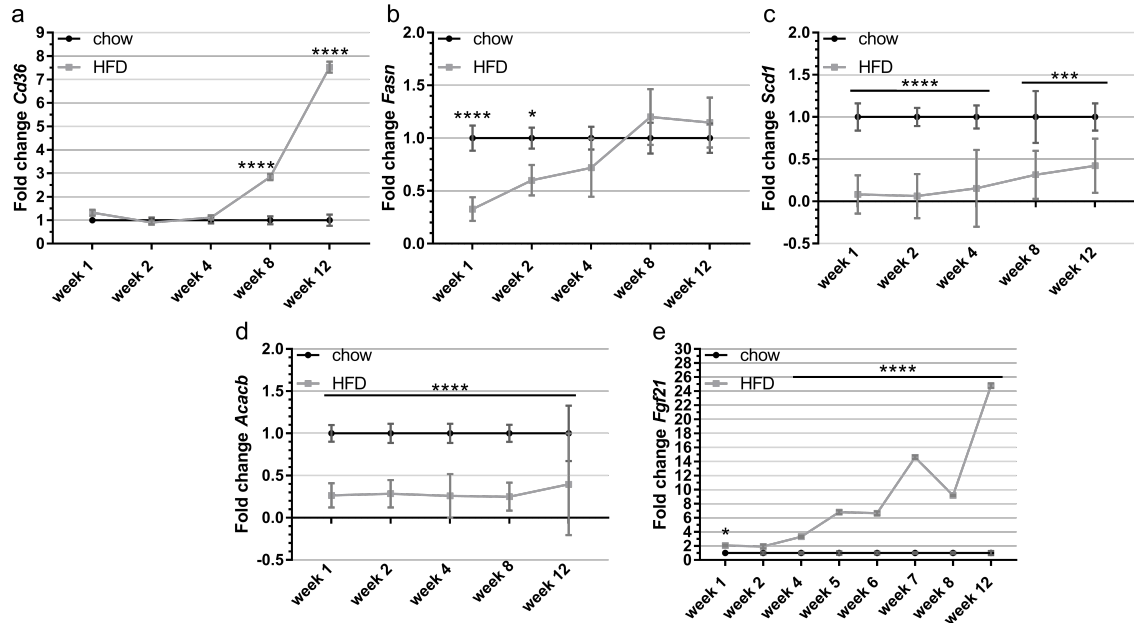 a
Fold change Cd36
9
8
7
6
5
4
3
2
1
0
chow
HFD
****
****
week 1
week 2
week 4
week 8
week 12
b
Fold change Fasn
2.0
1.5
1.0
0.5
0.0
chow
HFD
****
*
week 1
week 2
week 4
week 8
week 12
c
Fold change Scd1
2.0
1.5
1.0
0.5
0.0
-0.5
chow
HFD
****
***
week 1
week 2
week 4
week 8
week 12
d
Fold change Acacb
2.0
1.5
1.0
0.5
0.0
-0.5
chow
HFD
****
week 1
week 2
week 4
week 8
week 12
e
Fold change Fgf21
30
28
26
24
22
20
18
16
14
12
10
8
6
4
2
0
chow
HFD
****
*
week 1
week 2
week 4
week 5
week 6
week 7
week 8
week 12